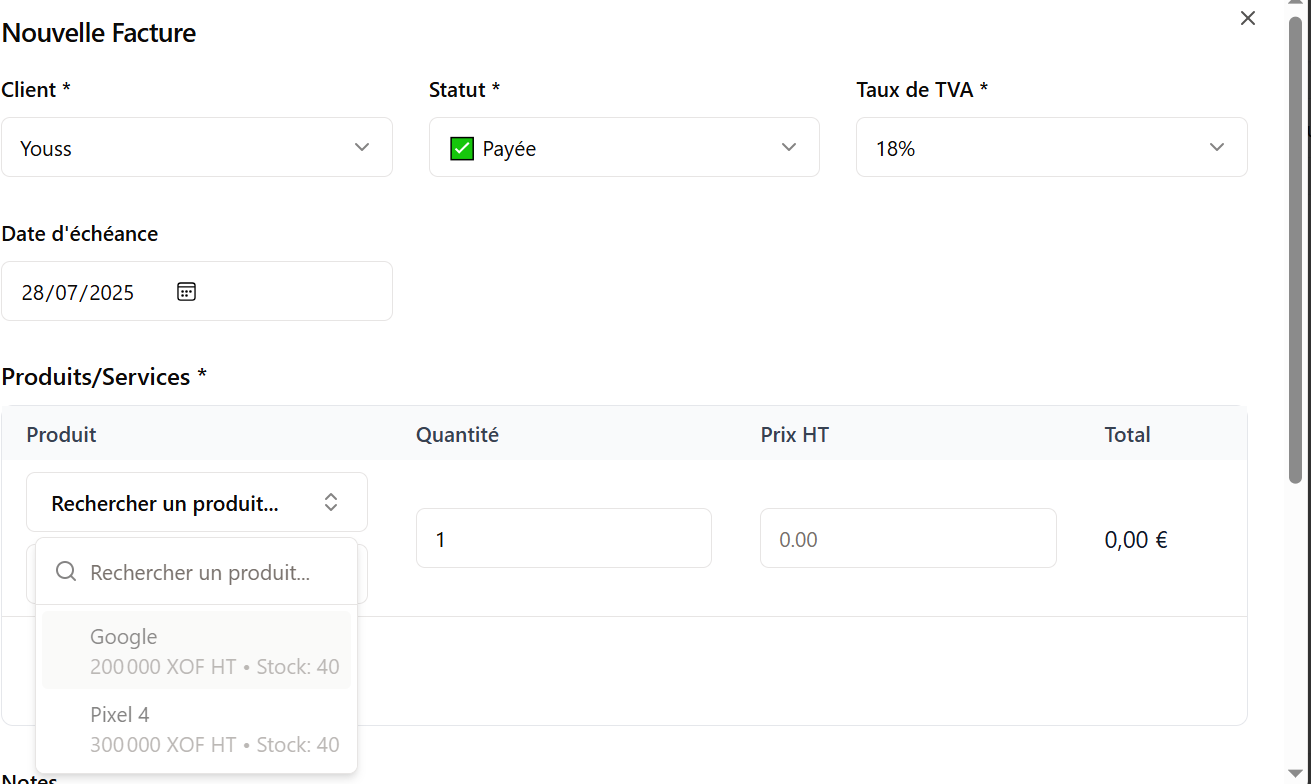 Nouvelle Facture
Client *
Statut *
Taux de TVA *
Youss
Payée
18%
Date d'échéance
28/07/2025
Produits/Services *
Produit
Quantité
Prix HT
Total
Rechercher un produit...
1
0.00
0,00 €
Rechercher un produit...
Google
200 000 XOF HT • Stock: 40
Pixel 4
300 000 XOF HT • Stock: 40
Notes